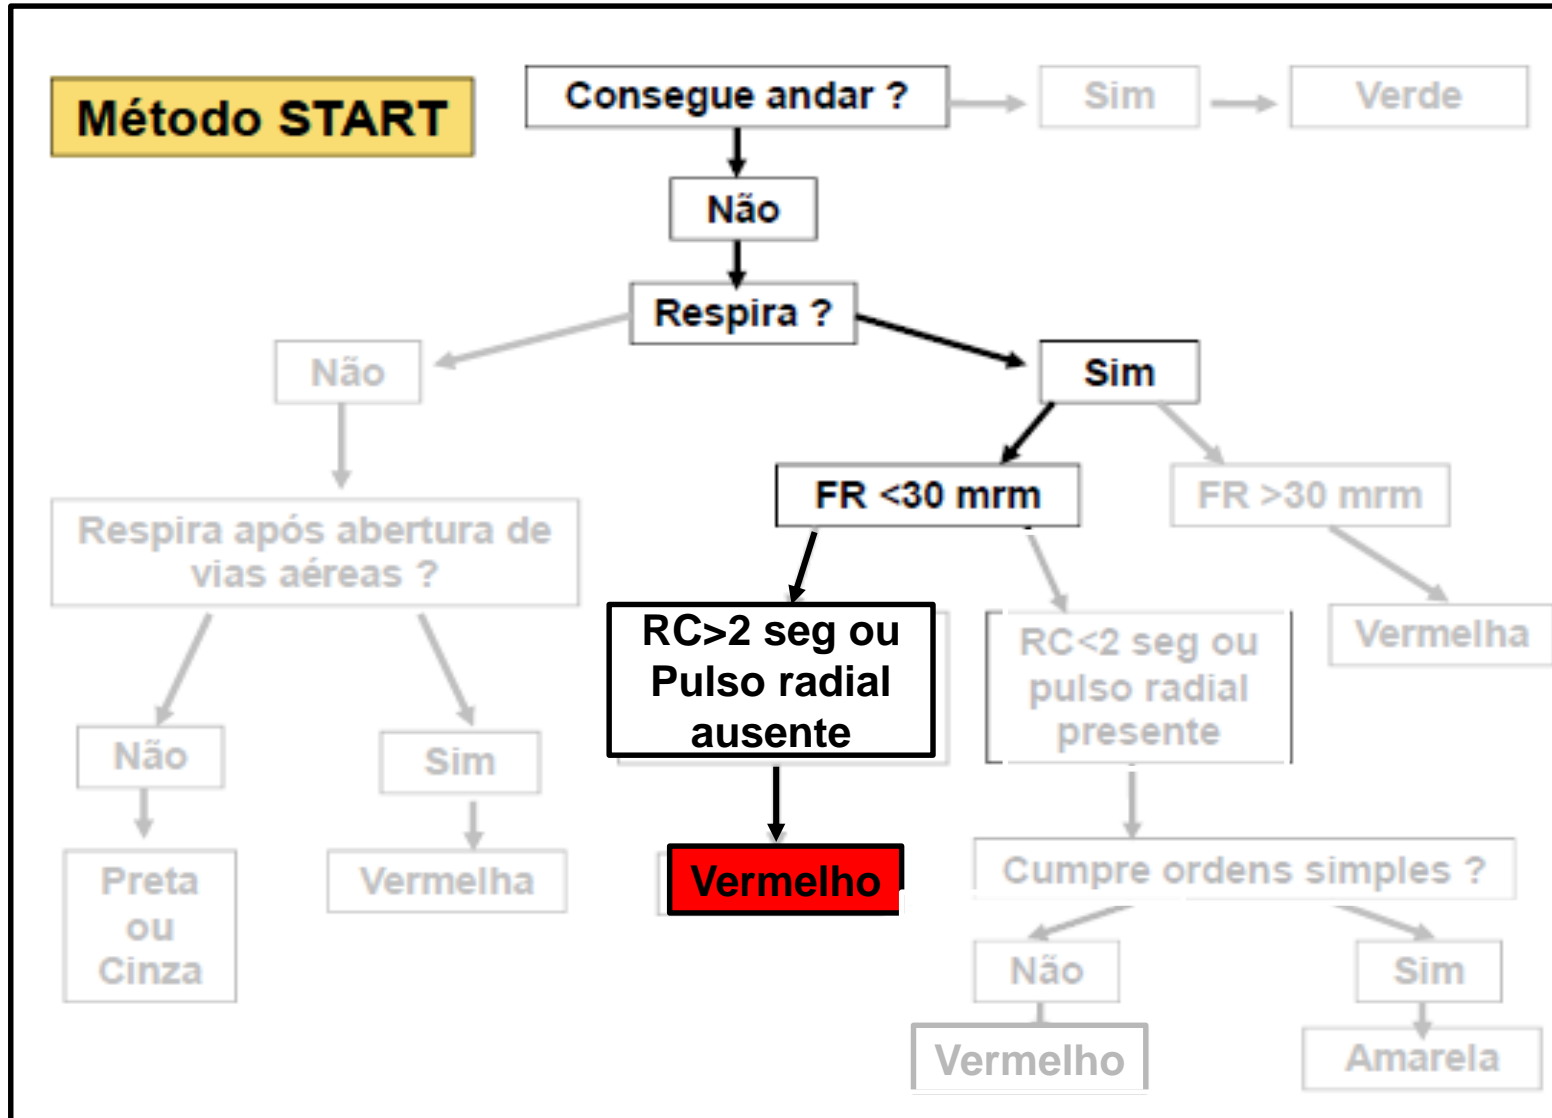 Método START
Consegue andar ?
Sim
Verde
Não
Respira ?
Não
Sim
FR <30 mrm
FR >30 mrm
Respira após abertura de
vias aéreas ?
RC>2 seg ou
Pulso radial
ausente
RC<2 seg ou
pulso radial
presente
Vermelha
Não
Sim
Preta
ou
Cinza
Vermelha
Vermelho
Cumpre ordens simples ?
Não
Sim
Vermelho
Amarela